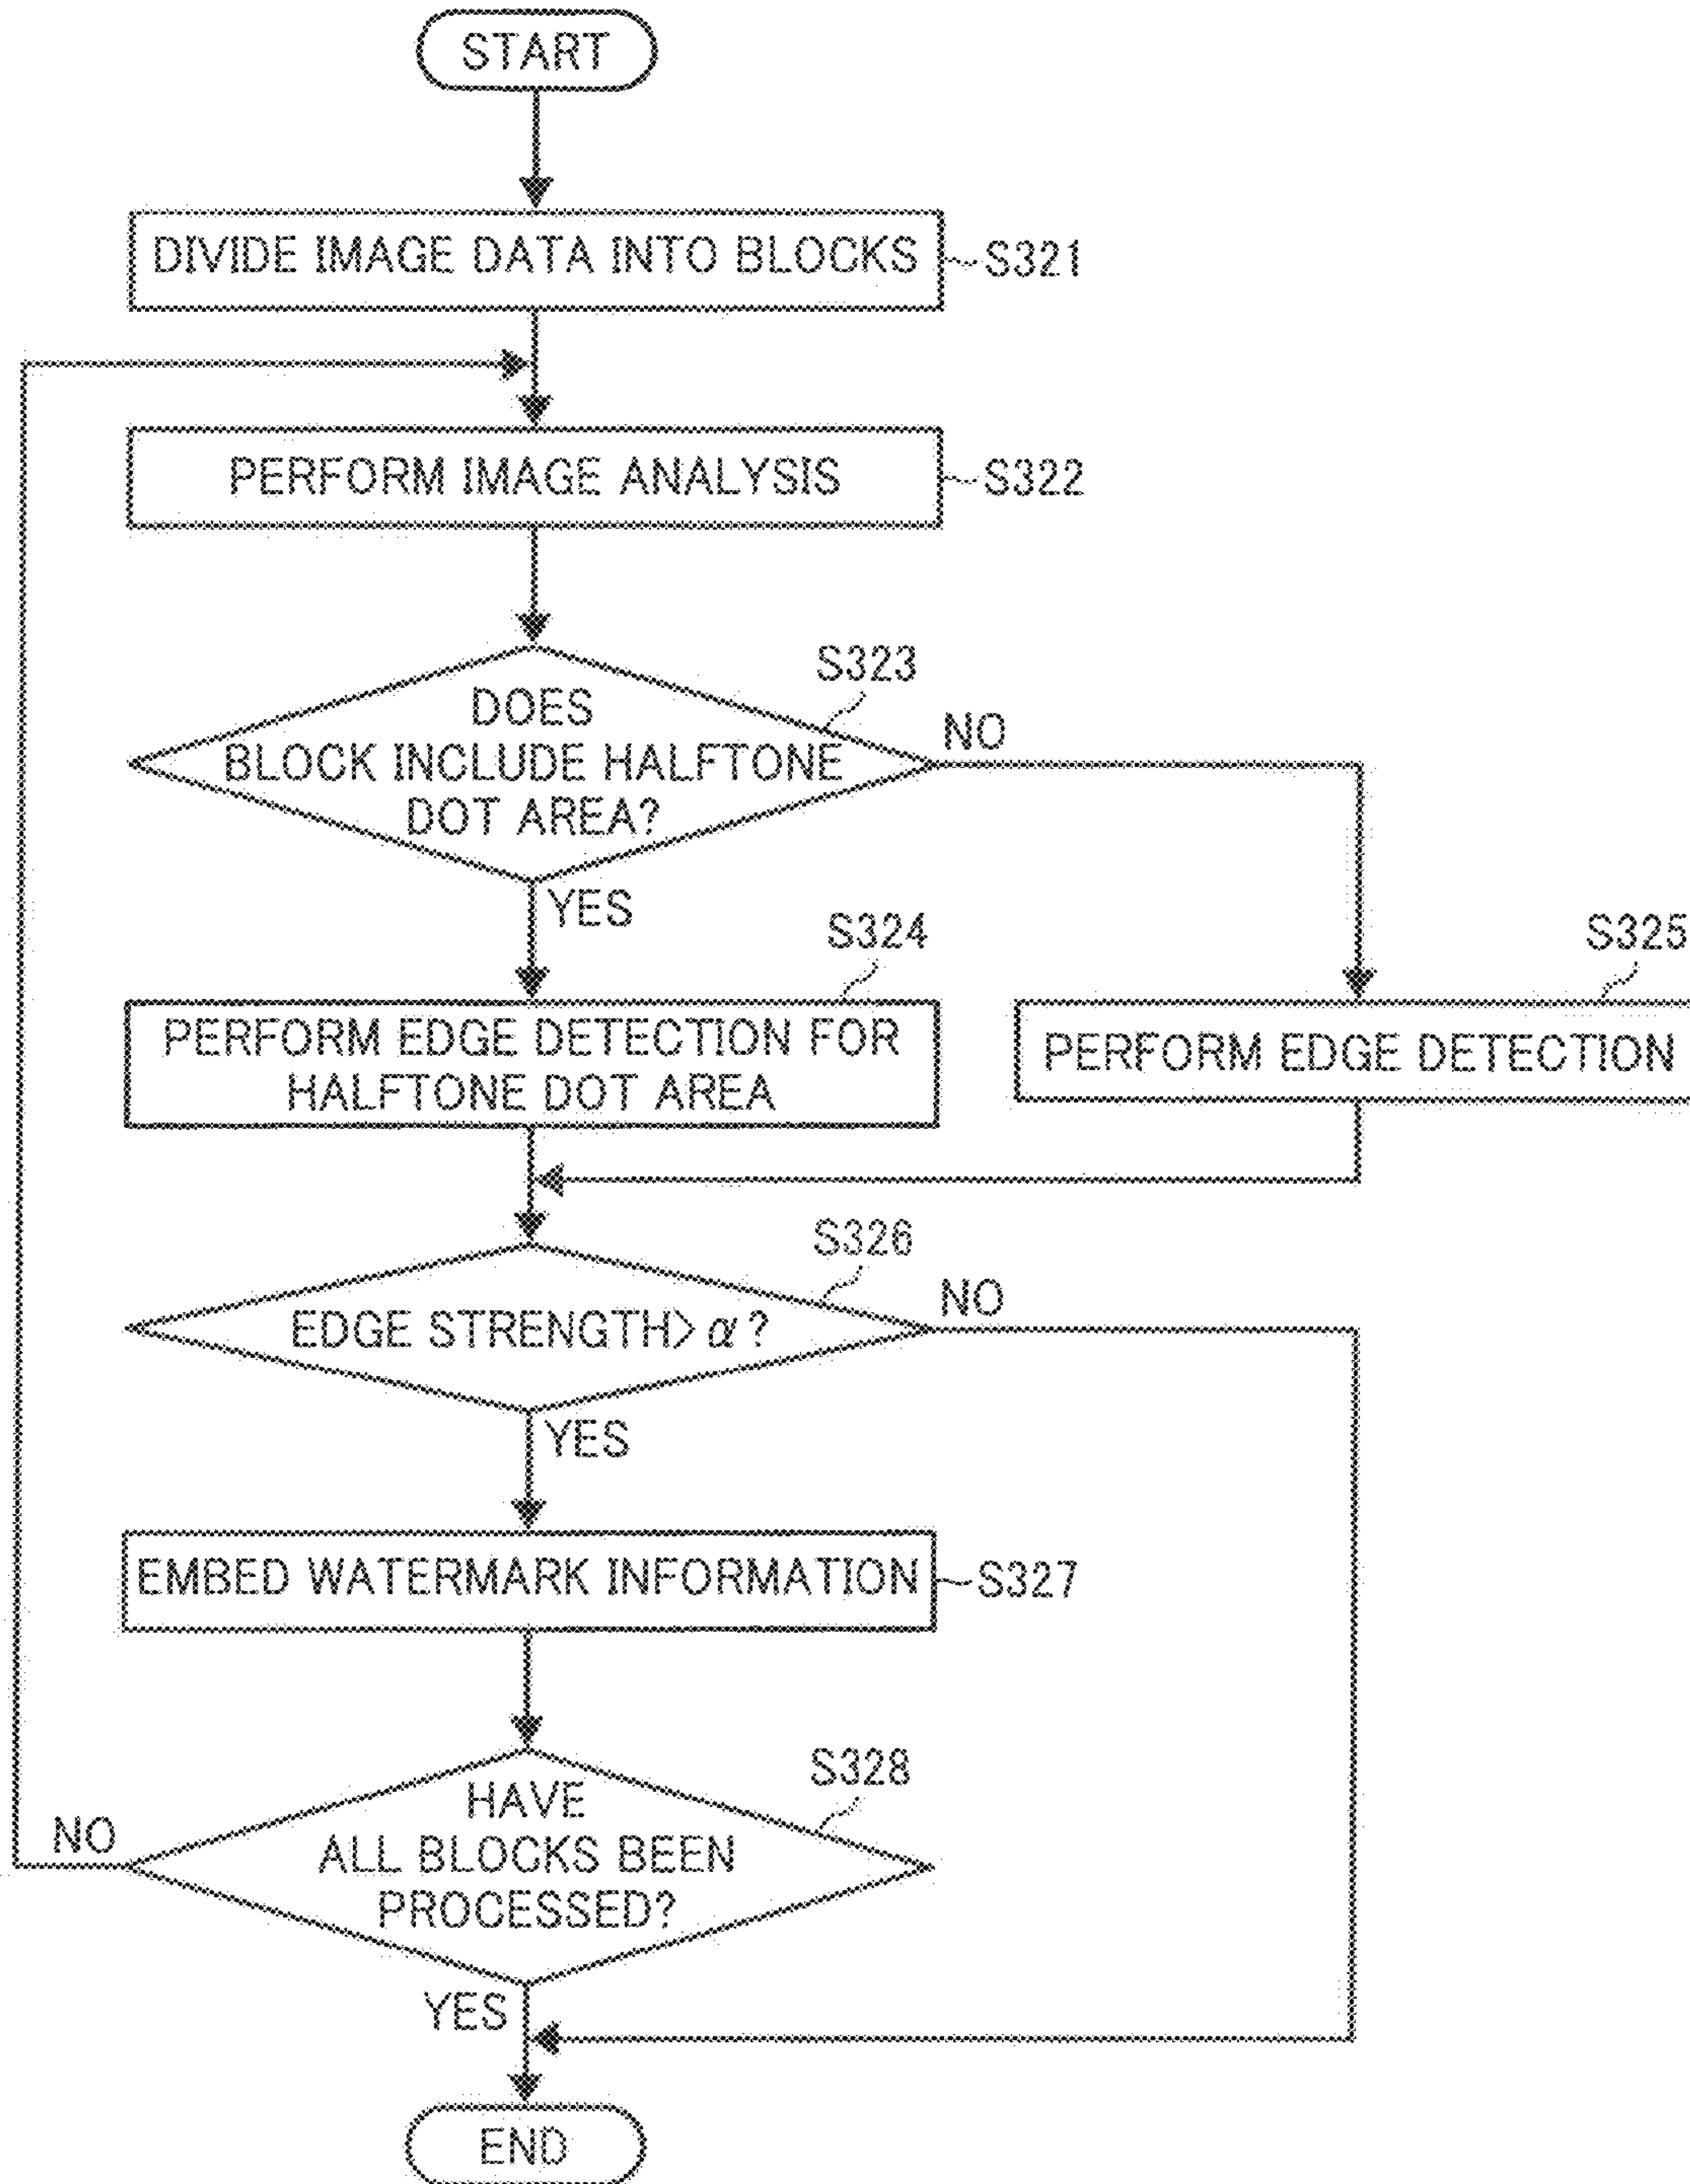 START
DIVIDE IMAGE DATA INTO BLOCKS
S321
PERFORM IMAGE ANALYSIS
S322
S323
DOES
BLOCK INCLUDE HALFTONE
DOT AREA?
NO
YES
S324
PERFORM EDGE DETECTION FOR
HALFTONE DOT AREA
S325
PERFORM EDGE DETECTION
S326
EDGE STRENGTH> α ?
NO
YES
EMBED WATERMARK INFORMATION
S327
S328
HAVE
ALL BLOCKS BEEN
PROCESSED?
NO
YES
END